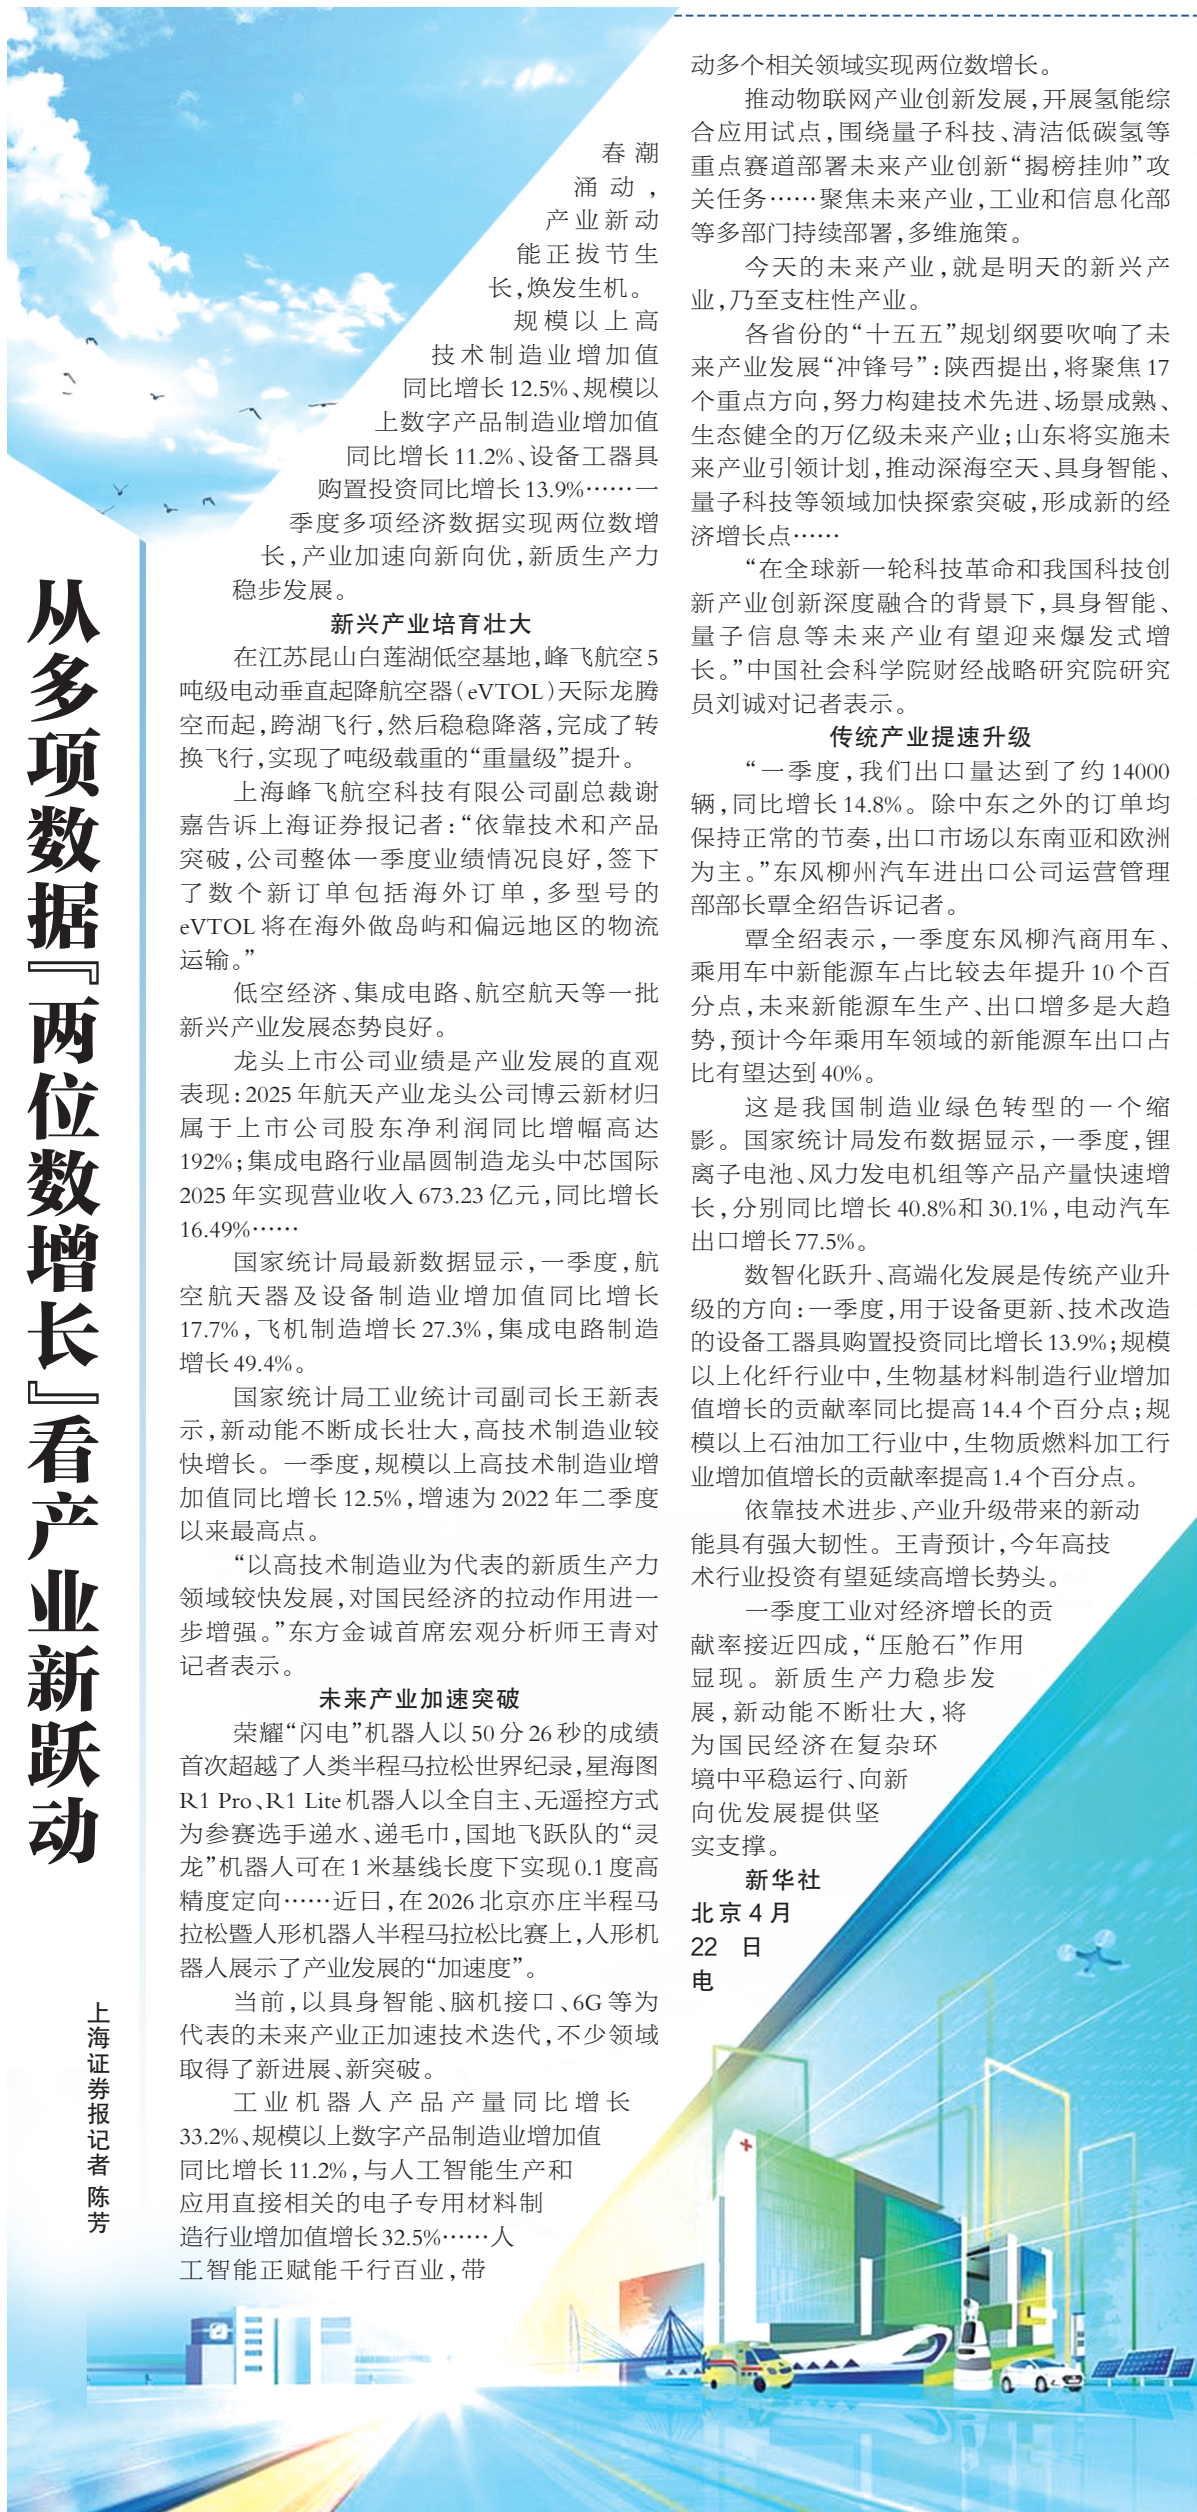 从多项数据『两位数增长』看产业新跃动
上海证券报记者 陈芳
春潮
涌动，
产业新动
能正拔节生
长，焕发生机。
规模以上高
技术制造业增加值
同比增长12.5%、规模以
上数字产品制造业增加值
同比增长11.2%、设备工器具
购置投资同比增长13.9%……一
季度多项经济数据实现两位数增
长，产业加速向新向优，新质生产力
稳步发展。
新兴产业培育壮大
在江苏昆山白莲湖低空基地，峰飞航空5
吨级电动垂直起降航空器（eVTOL）天际龙腾
空而起，跨湖飞行，然后稳稳降落，完成了转
换飞行，实现了吨级载重的“重量级”提升。
上海峰飞航空科技有限公司副总裁谢
嘉告诉上海证券报记者：“依靠技术和产品
突破，公司整体一季度业绩情况良好，签下
了数个新订单包括海外订单，多型号的
eVTOL将在海外做岛屿和偏远地区的物流
运输。”
低空经济、集成电路、航空航天等一批
新兴产业发展态势良好。
龙头上市公司业绩是产业发展的直观
表现：2025年航天产业龙头公司博云新材归
属于上市公司股东净利润同比增幅高达
192%；集成电路行业晶圆制造龙头中芯国际
2025年实现营业收入673.23亿元，同比增长
16.49%……
国家统计局最新数据显示，一季度，航
空航天器及设备制造业增加值同比增长
17.7%，飞机制造增长27.3%，集成电路制造
增长49.4%。
国家统计局工业统计司副司长王新表
示，新动能不断成长壮大，高技术制造业较
快增长。一季度，规模以上高技术制造业增
加值同比增长12.5%，增速为2022年二季度
以来最高点。
“以高技术制造业为代表的新质生产力
领域较快发展，对国民经济的拉动作用进一
步增强。”东方金诚首席宏观分析师王青对
记者表示。
未来产业加速突破
荣耀“闪电”机器人以50分26秒的成绩
首次超越了人类半程马拉松世界纪录，星海图
R1 Pro、R1 Lite机器人以全自主、无遥控方式
为参赛选手递水、递毛巾，国地飞跃队的“灵
龙”机器人可在1米基线长度下实现0.1度高
精度定向……近日，在2026北京亦庄半程马
拉松暨人形机器人半程马拉松比赛上，人形机
器人展示了产业发展的“加速度”。
当前，以具身智能、脑机接口、6G等为
代表的未来产业正加速技术迭代，不少领域
取得了新进展、新突破。
工业机器人产品产量同比增长
33.2%、规模以上数字产品制造业增加值
同比增长11.2%，与人工智能生产和
应用直接相关的电子专用材料制
造行业增加值增长32.5%……人
工智能正赋能千行百业，带
动多个相关领域实现两位数增长。
推动物联网产业创新发展，开展氢能综
合应用试点，围绕量子科技、清洁低碳氢等
重点赛道部署未来产业创新“揭榜挂帅”攻
关任务……聚焦未来产业，工业和信息化部
等多部门持续部署，多维施策。
今天的未来产业，就是明天的新兴产
业，乃至支柱性产业。
各省份的“十五五”规划纲要吹响了未
来产业发展“冲锋号”：陕西提出，将聚焦17
个重点方向，努力构建技术先进、场景成熟、
生态健全的万亿级未来产业；山东将实施未
来产业引领计划，推动深海空天、具身智能、
量子科技等领域加快探索突破，形成新的经
济增长点……
“在全球新一轮科技革命和我国科技创
新产业创新深度融合的背景下，具身智能、
量子信息等未来产业有望迎来爆发式增
长。”中国社会科学院财经战略研究院研究
员刘诚对记者表示。
传统产业提速升级
“一季度，我们出口量达到了约14000
辆，同比增长14.8%。除中东之外的订单均
保持正常的节奏，出口市场以东南亚和欧洲
为主。”东风柳州汽车进出口公司运营管理
部部长覃全绍告诉记者。
覃全绍表示，一季度东风柳汽商用车、
乘用车中新能源车占比较去年提升10个百
分点，未来新能源车生产、出口增多是大趋
势，预计今年乘用车领域的新能源车出口占
比有望达到40%。
这是我国制造业绿色转型的一个缩
影。国家统计局发布数据显示，一季度，锂
离子电池、风力发电机组等产品产量快速增
长，分别同比增长40.8%和30.1%，电动汽车
出口增长77.5%。
数智化跃升、高端化发展是传统产业升
级的方向：一季度，用于设备更新、技术改造
的设备工器具购置投资同比增长13.9%；规模
以上化纤行业中，生物基材料制造行业增加
值增长的贡献率同比提高14.4个百分点；规
模以上石油加工行业中，生物质燃料加工行
业增加值增长的贡献率提高1.4个百分点。
依靠技术进步、产业升级带来的新动
能具有强大韧性。王青预计，今年高技
术行业投资有望延续高增长势头。
一季度工业对经济增长的贡
献率接近四成，“压舱石”作用
显现。新质生产力稳步发
展，新动能不断壮大，将
为国民经济在复杂环
境中平稳运行、向新
向优发展提供坚
实支撑。
新华社
北京4月
22 日
电